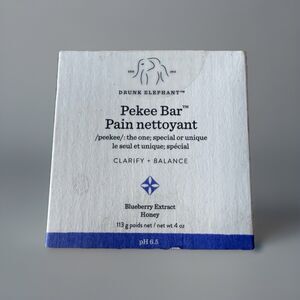 DRUNK ELEPHANT™
Pekee Bar™
Pain nettoyant
/peekee/: the one; special or unique
le seul et unique; spécial
CLARIFY + BALANCE
Blueberry Extract
Honey
113 g poids net / net wt 4 oz
pH 6.5